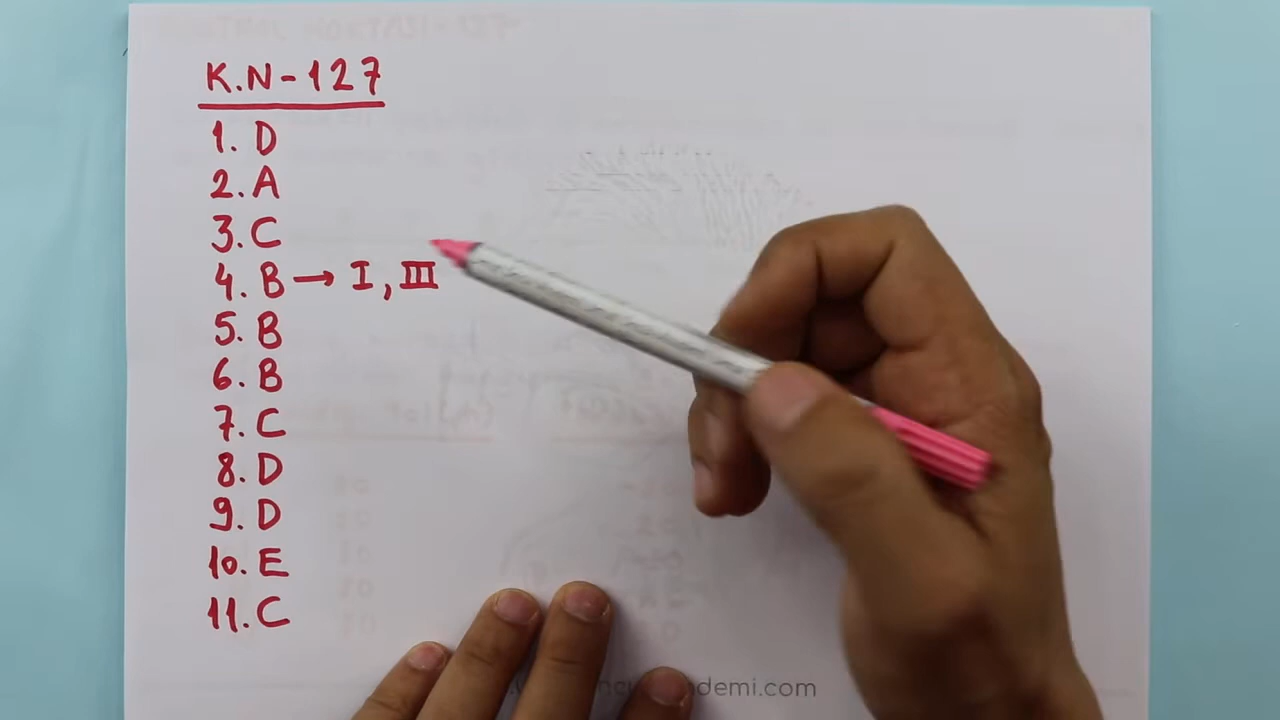 K.N-127
1. D
2. A
3. C
4. B → I, III
5. B
6. B
7. C
8. D
9. D
10. E
11. C